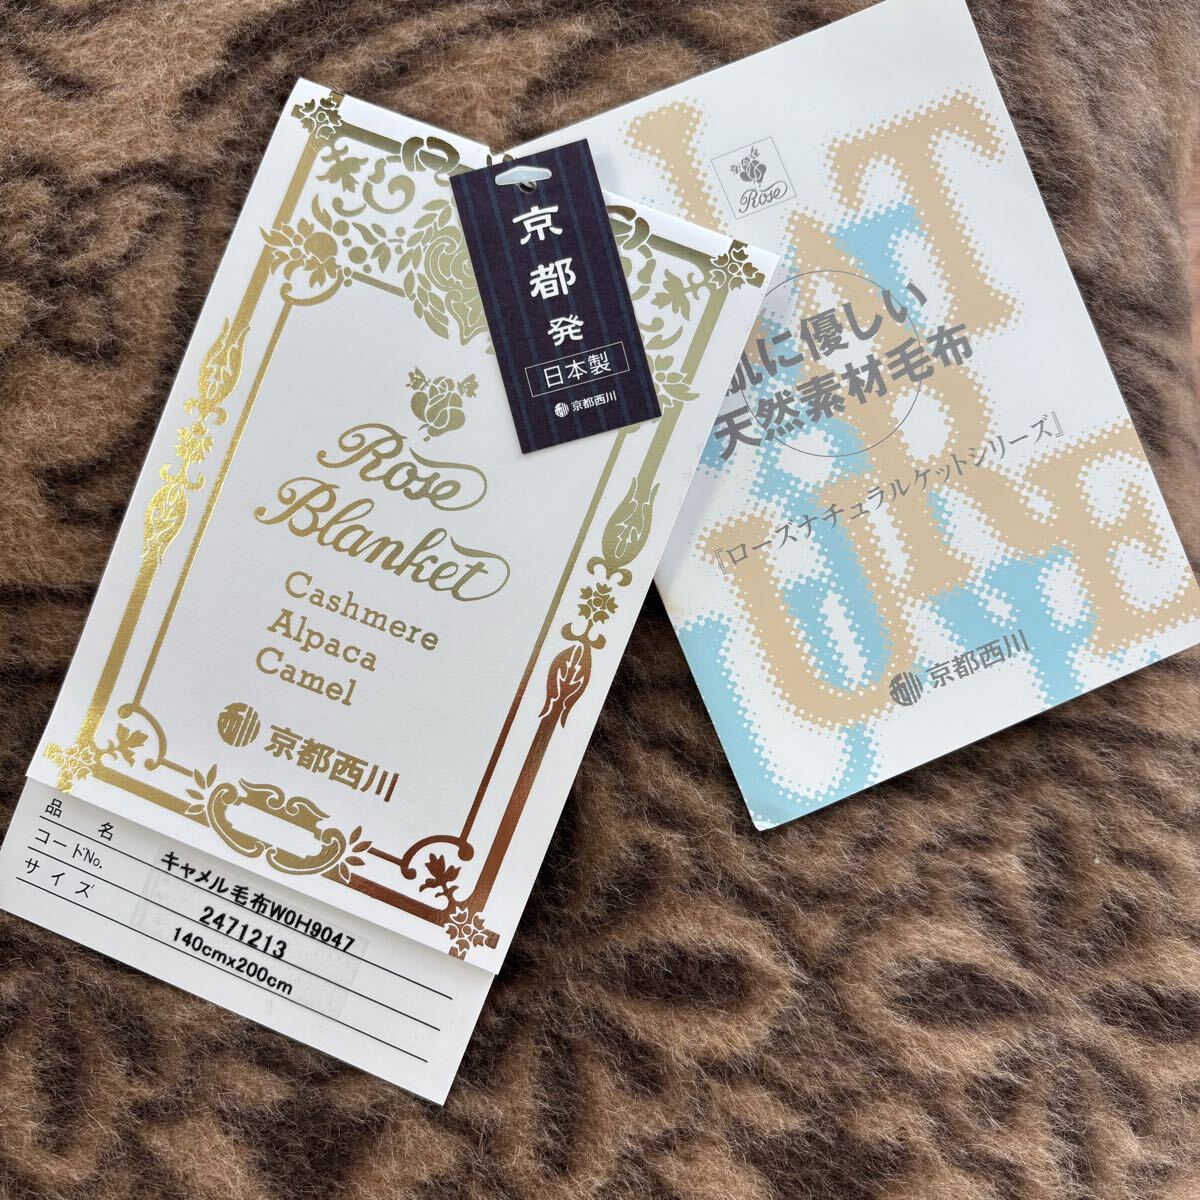 京都発
日本製
京都西川
Rose
Blanket
Cashmere
Alpaca
Camel
京都西川
品名 キャメル毛布WOH9047
コードNo. 2471213
サイズ 140cmx200cm
Rose
肌に優しい
天然素材毛布
『ローズナチュラルケットシリーズ』
京都西川